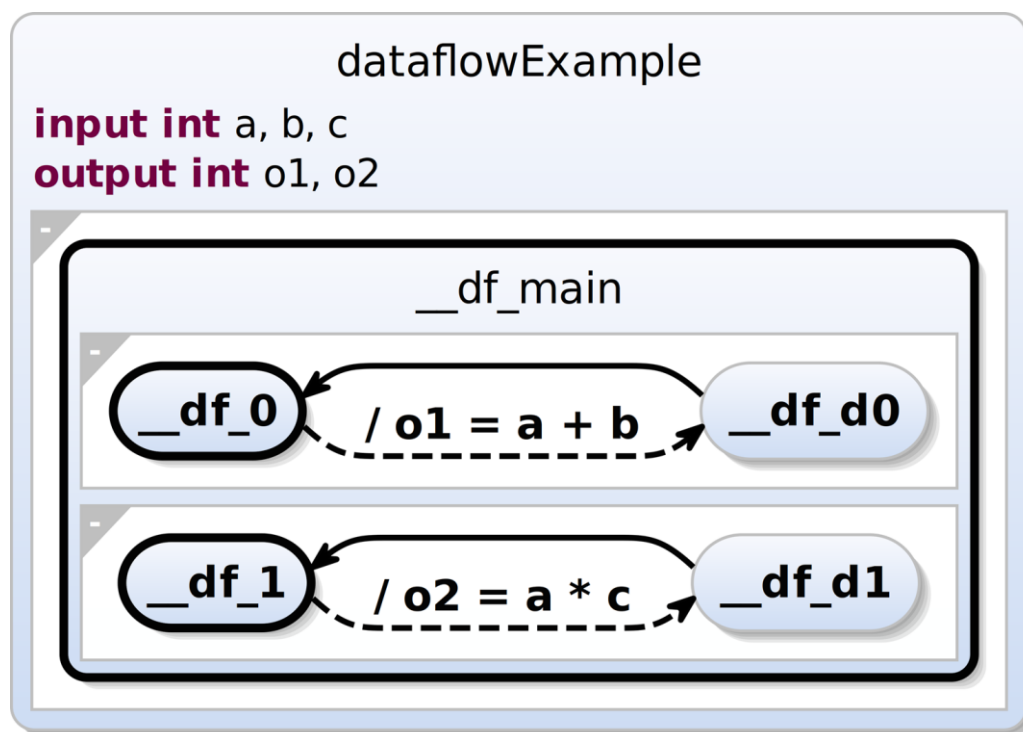 dataflowExample
input int a, b, c
output int o1, o2
-
__df_main
-
__df_0 / o1 = a + b __df_d0
-
__df_1 / o2 = a * c __df_d1